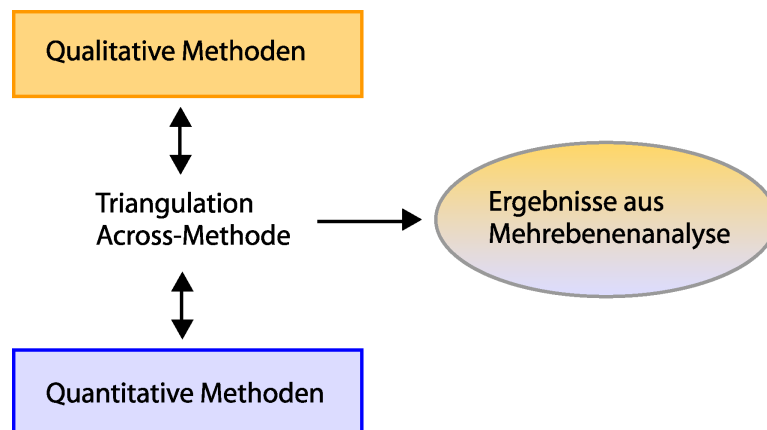 Qualitative Methoden
Triangulation
Across-Methode
Ergebnisse aus
Mehrebenenanalyse
Quantitative Methoden